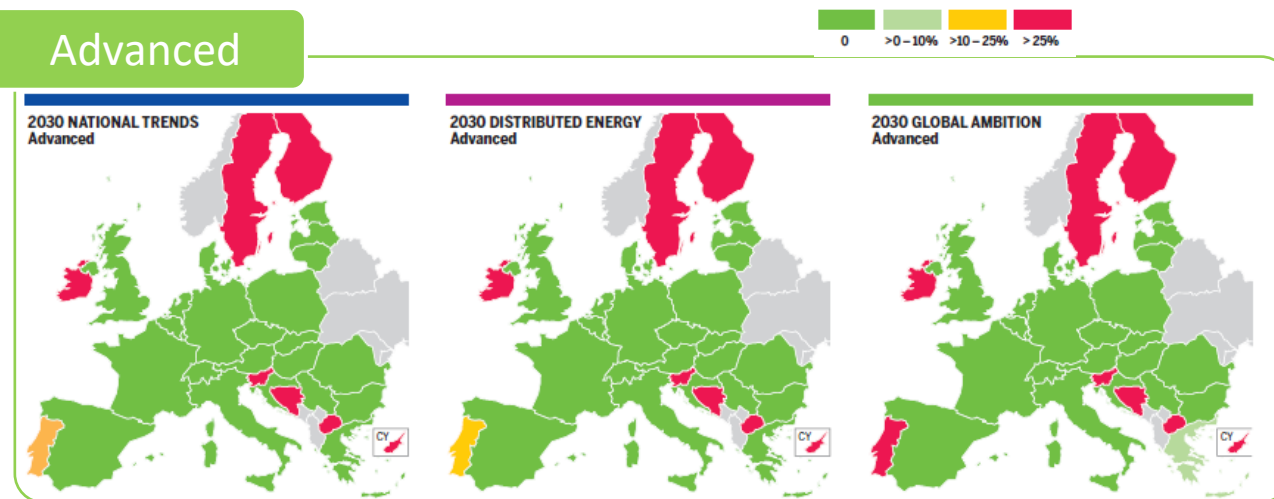 Advanced
0 >0–10% >10–25% > 25%
2030 NATIONAL TRENDS
Advanced
2030 DISTRIBUTED ENERGY
Advanced
2030 GLOBAL AMBITION
Advanced
CY
CY
CY